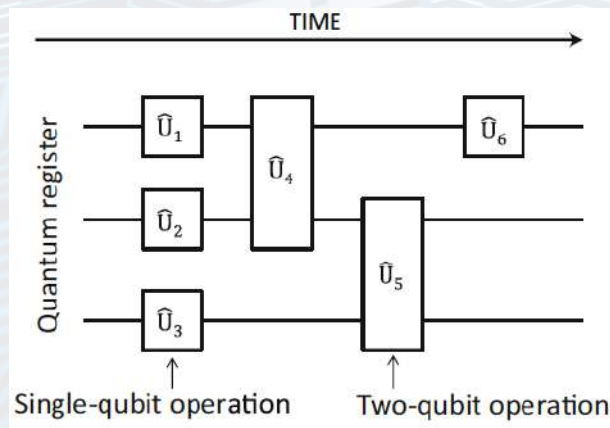 TIME
Quantum register
Û₁
Û₄
Û₆
Û₂
Û₅
Û₃
Single-qubit operation
Two-qubit operation